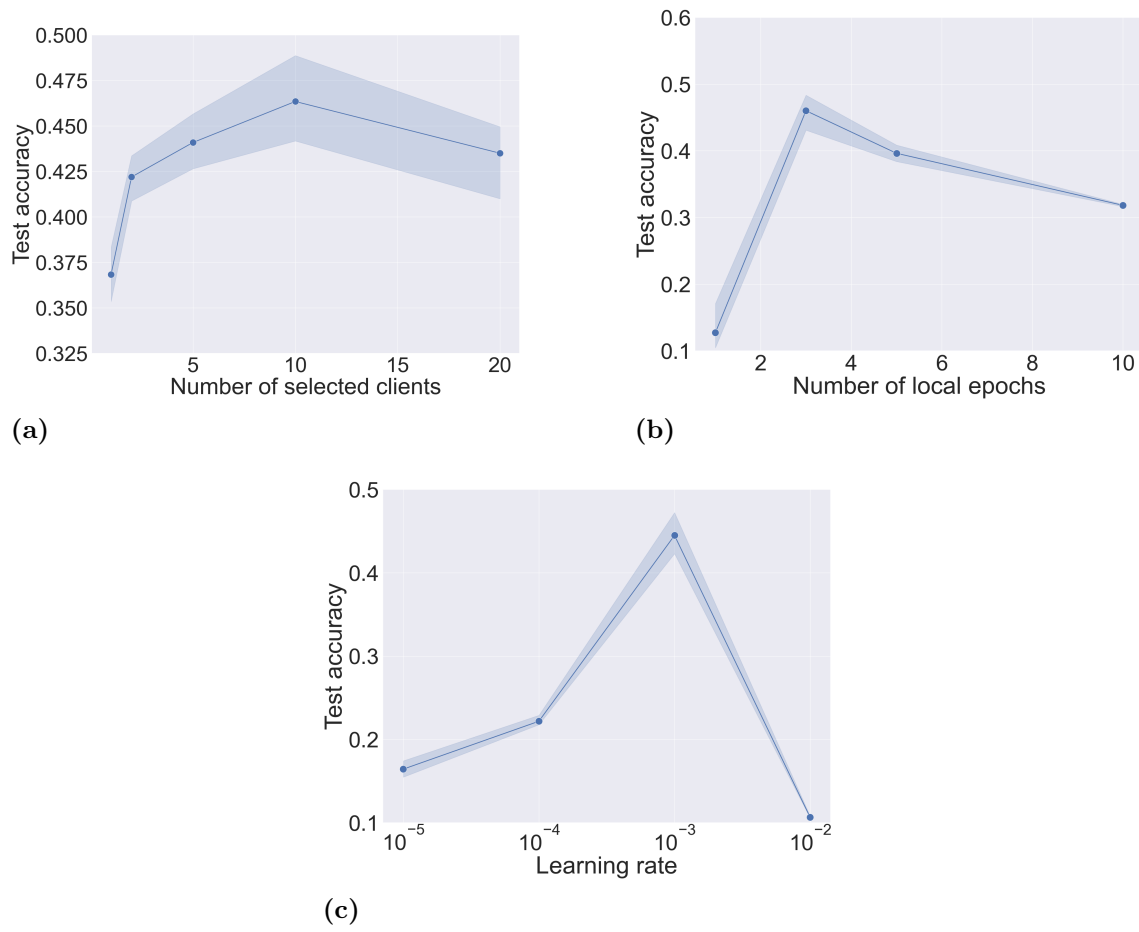 0.500
0.475
0.450
0.425
0.400
0.375
0.350
0.325
Test accuracy
5 10 15 20
Number of selected clients
(a)
0.6
0.5
0.4
0.3
0.2
0.1
Test accuracy
2 4 6 8 10
Number of local epochs
(b)
0.5
0.4
0.3
0.2
0.1
Test accuracy
10⁻⁵ 10⁻⁴ 10⁻³ 10⁻²
Learning rate
(c)